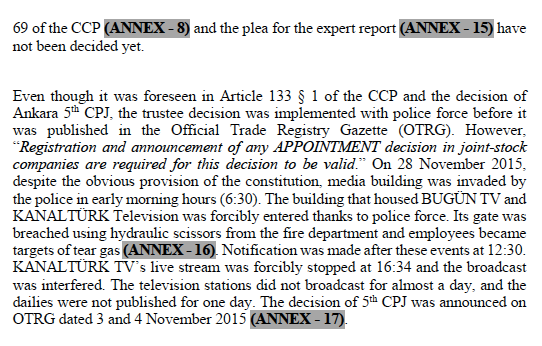 69 of the CCP (ANNEX - 8) and the plea for the expert report (ANNEX - 15) have
not been decided yet.
Even though it was foreseen in Article 133 § 1 of the CCP and the decision of
Ankara 5th CPJ, the trustee decision was implemented with police force before it
was published in the Official Trade Registry Gazette (OTRG). However,
“Registration and announcement of any APPOINTMENT decision in joint-stock
companies are required for this decision to be valid.” On 28 November 2015,
despite the obvious provision of the constitution, media building was invaded by
the police in early morning hours (6:30). The building that housed BUGÜN TV and
KANALTÜRK Television was forcibly entered thanks to police force. Its gate was
breached using hydraulic scissors from the fire department and employees became
targets of tear gas (ANNEX - 16). Notification was made after these events at 12:30.
KANALTÜRK TV's live stream was forcibly stopped at 16:34 and the broadcast
was interfered. The television stations did not broadcast for almost a day, and the
dailies were not published for one day. The decision of 5th CPJ was announced on
OTRG dated 3 and 4 November 2015 (ANNEX - 17).